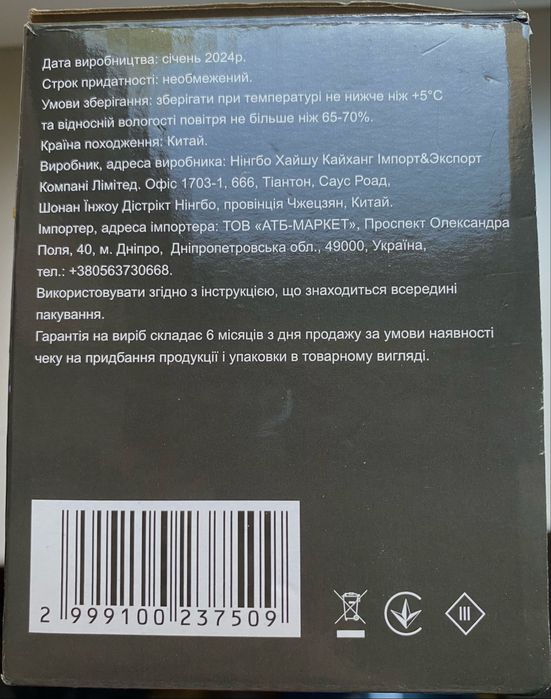 Дата виробництва: січень 2024р.
Строк придатності: необмежений.
Умови зберігання: зберігати при температурі не нижче ніж +5°С
та відносній вологості повітря не більше ніж 65-70%.
Країна походження: Китай.
Виробник, адреса виробника: Нінгбо Хайшу Кайханг Імпорт&Экспорт
Компані Лімітед. Офіс 1703-1, 666, Тіантон, Саус Роад,
Шонан Їнжоу Дістрікт Нінгбо, провінція Чжецзян, Китай.
Імпортер, адреса імпортера: ТОВ «АТБ-МАРКЕТ», Проспект Олександра
Поля, 40, м. Дніпро, Дніпропетровська обл., 49000, Україна,
тел.: +380563730668.
Використовувати згідно з інструкцією, що знаходиться всередині
пакування.
Гарантія на виріб складає 6 місяців з дня продажу за умови наявності
чеку на придбання продукції і упаковки в товарному вигляді.
2 999100 237509
III